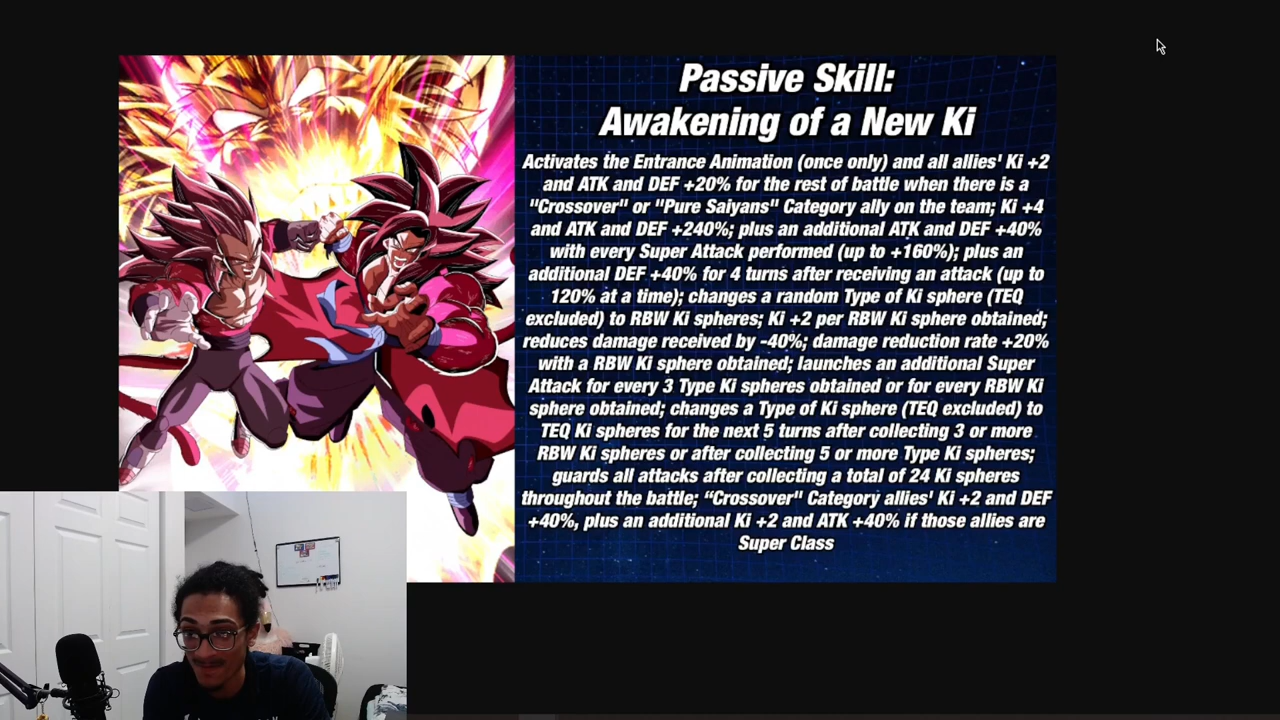 Passive Skill:
Awakening of a New Ki
Activates the Entrance Animation (once only) and all allies' Ki +2
and ATK and DEF +20% for the rest of battle when there is a
"Crossover" or "Pure Saiyans" Category ally on the team; Ki +4
and ATK and DEF +240%; plus an additional ATK and DEF +40%
with every Super Attack performed (up to +160%); plus an
additional DEF +40% for 4 turns after receiving an attack (up to
120% at a time); changes a random Type of Ki sphere (TEQ
excluded) to RBW Ki spheres; Ki +2 per RBW Ki sphere obtained;
reduces damage received by -40%; damage reduction rate +20%
with a RBW Ki sphere obtained; launches an additional Super
Attack for every 3 Type Ki spheres obtained or for every RBW Ki
sphere obtained; changes a Type of Ki sphere (TEQ excluded) to
TEQ Ki spheres for the next 5 turns after collecting 3 or more
RBW Ki spheres or after collecting 5 or more Type Ki spheres;
guards all attacks after collecting a total of 24 Ki spheres
throughout the battle; “Crossover" Category allies' Ki +2 and DEF
+40%, plus an additional Ki +2 and ATK +40% if those allies are
Super Class